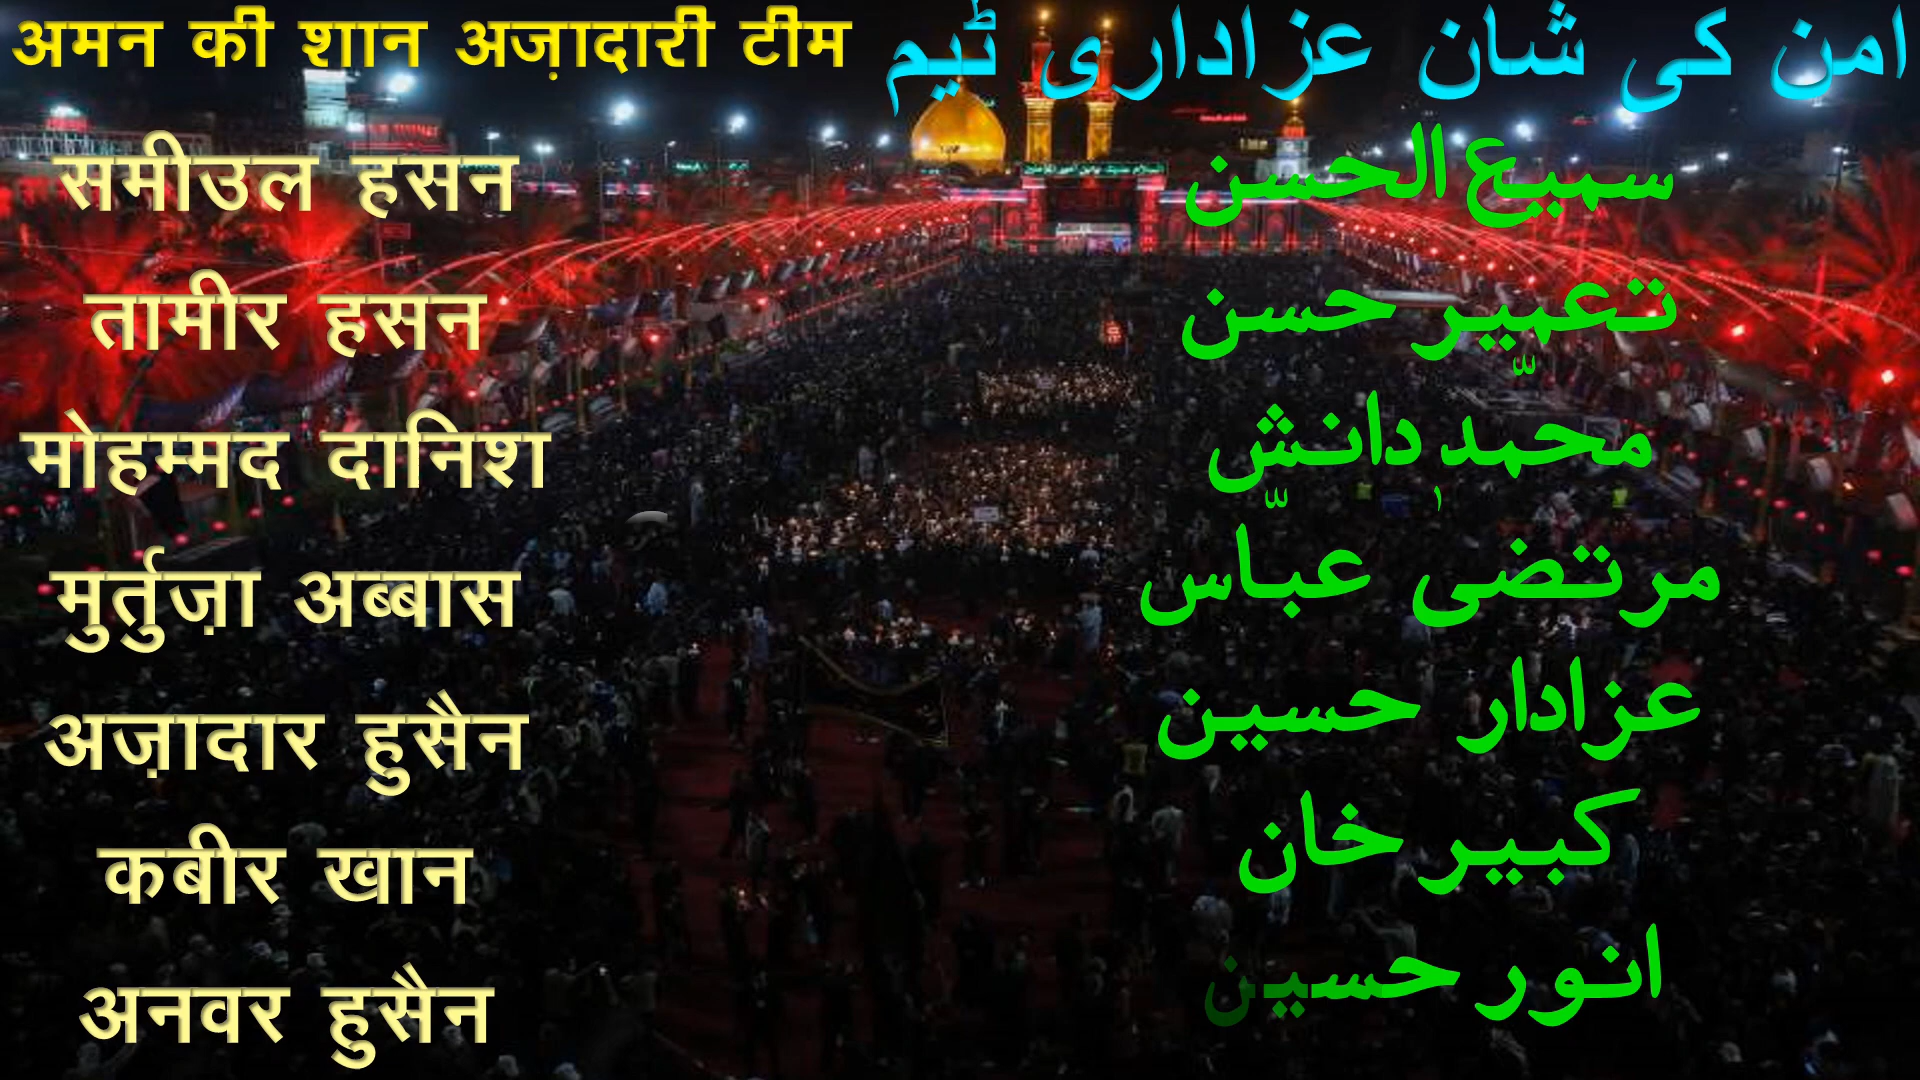 अमन की शान अज़ादारी टीम
امن کی شان عزاداری ٹیم
समीउल हसन
سمیع الحسن
तामीर हसन
تعمیر حسن
मोहम्मद दानिश
محمد دانش
मुर्तुज़ा अब्बास
مرتضی عباس
अज़ादार हुसैन
عزادار حسین
कबीर खान
کبیر خان
अनवर हुसैन
انور حسین